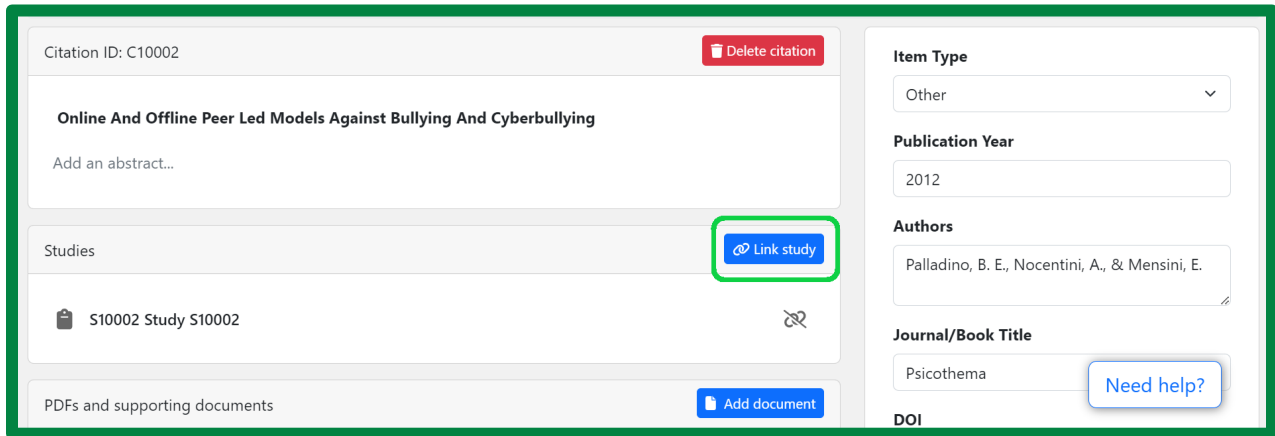 Citation ID: C10002
Delete citation
Online And Offline Peer Led Models Against Bullying And Cyberbullying
Add an abstract...
Studies
Link study
S10002 Study S10002
PDFs and supporting documents
Add document
Item Type
Other
Publication Year
2012
Authors
Palladino, B. E., Nocentini, A., & Mensini, E.
Journal/Book Title
Psicothema
Need help?
DOI